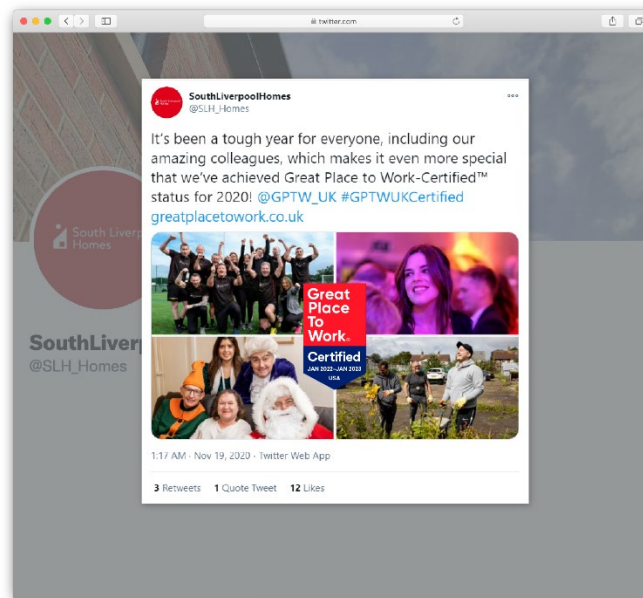 twitter.com
SouthLiverpoolHomes
@SLH_Homes
It's been a tough year for everyone, including our
amazing colleagues, which makes it even more special
that we've achieved Great Place to Work-Certified™
status for 2020! @GPTW_UK #GPTWUKCertified
greatplacetowork.co.uk
South Liverp
Homes
Great
Place
To
Work.
Certified
JAN 2022–JAN 2023
USA
SouthLiverp
@SLH_Homes
1:17 AM · Nov 19, 2020 · Twitter Web App
3 Retweets 1 Quote Tweet 12 Likes